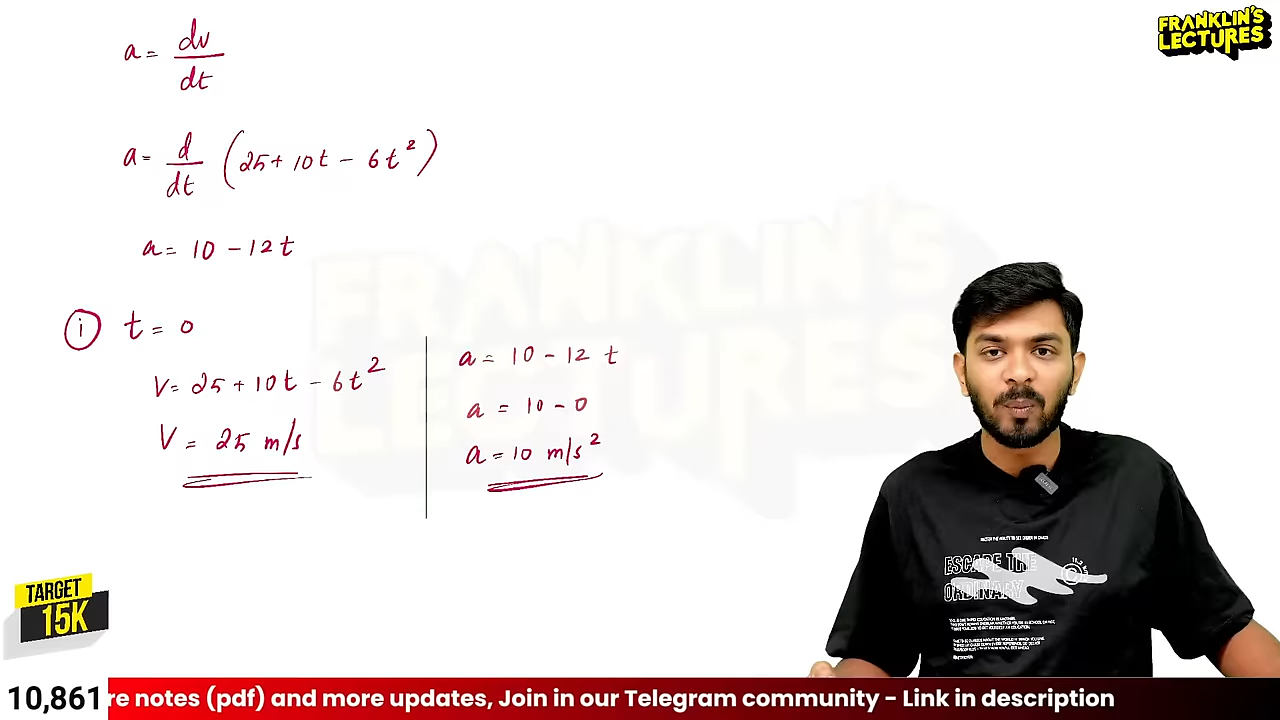 FRANKLIN'S
LECTURES
a = dv/dt
a = d/dt (25 + 10t − 6t²)
a = 10 − 12t
i t = 0
v = 25 + 10t − 6t²
V = 25 m/s
a = 10 − 12 t
a = 10 − 0
a = 10 m/s²
FRANKLIN'S
LECTURES
ESCAPE THE
ORDINARY
TARGET
15K
10,861
re notes (pdf) and more updates, Join in our Telegram community - Link in description